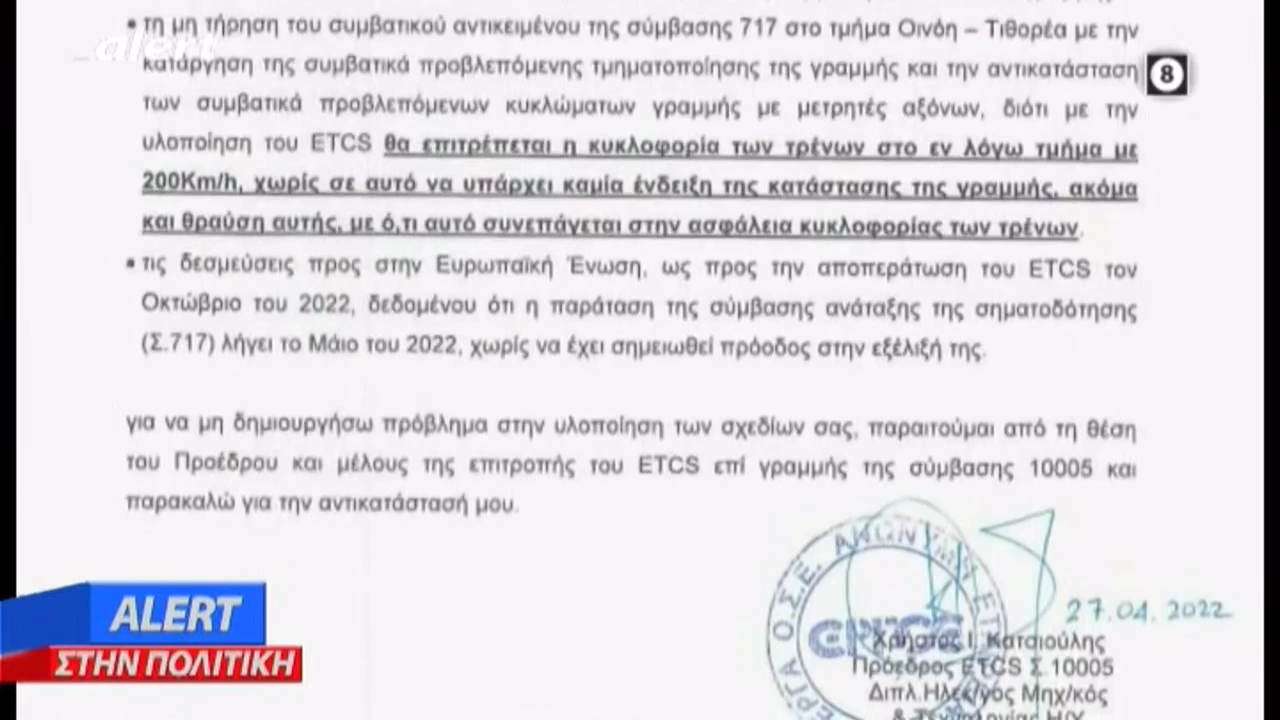 • τη μη τήρηση του συμβατικού αντικειμένου της σύμβασης 717 στο τμήμα Οινόη – Τιθορέα με την
alert
κατάργηση της συμβατικά προβλεπόμενης τμηματοποίησης της γραμμής και την αντικατάσταση
8
των συμβατικά προβλεπόμενων κυκλώματων γραμμής με μετρητές αξόνων, διότι με την
υλοποίηση του ETCS θα επιτρέπεται η κυκλοφορία των τρένων στο εν λόγω τμήμα με
200Km/h, χωρίς σε αυτό να υπάρχει καμία ένδειξη της κατάστασης της γραμμής, ακόμα
και θραύση αυτής, με ό,τι αυτό συνεπάγεται στην ασφάλεια κυκλοφορίας των τρένων.
• τις δεσμεύσεις προς στην Ευρωπαϊκή Ένωση, ως προς την αποπεράτωση του ETCS τον
Οκτώβριο του 2022, δεδομένου ότι η παράταση της σύμβασης ανάταξης της σηματοδότησης
(Σ.717) λήγει το Μάιο του 2022, χωρίς να έχει σημειωθεί πρόοδος στην εξέλιξή της.
για να μη δημιουργήσω πρόβλημα στην υλοποίηση των σχεδίων σας, παραιτούμαι από τη θέση
του Προέδρου και μέλους της επιτροπής του ETCS επί γραμμής της σύμβασης 10005 και
παρακαλώ για την αντικατάστασή μου.
ΕΡΓΑ Ο.Σ.Ε. ΑΝΩΝΥΜΗ ΕΤ
27.04.2022
Χρήστος Ι. Κατσιούλης
Πρόεδρος ETCS Σ.10005
Διπλ.Ηλεκ/γος Μηχ/κός
& Τεχνολογίας Η/Υ
ALERT
ΣΤΗΝ ΠΟΛΙΤΙΚΗ